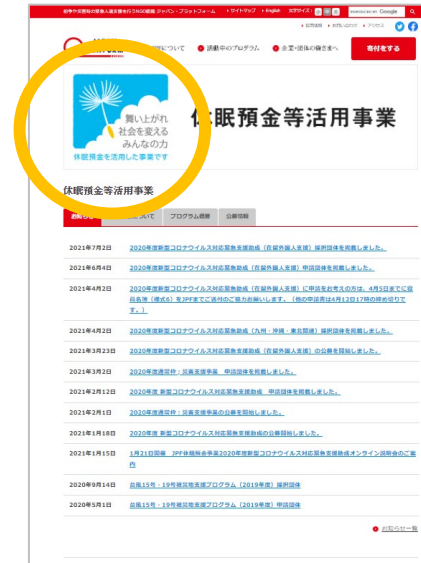 紛争や災害時の緊急人道支援を行うNGO組織 ジャパン・プラットフォーム
サイトマップ
English
文字サイズ
Google
採用情報
お問い合わせ
アクセス
について
活動中のプログラム
企業・団体の皆さまへ
寄付をする
舞い上がれ
社会を変える
みんなの力
休眠預金を活用した事業です
休眠預金等活用事業
休眠預金等活用事業
お知らせ
について
プログラム概要
公募情報
2021年7月2日 2020年度新型コロナウイルス対応緊急支援助成（在留外国人支援）採択団体を掲載しました。
2021年6月4日 2020年度新型コロナウイルス対応緊急助成（在留外国人支援）申請団体を掲載しました。
2021年4月2日 2020年度新型コロナウイルス対応緊急助成（在留外国人支援）に申請をお考えの方は、4月5日までに役
員名簿（様式6）をJPFまでご送付のご協力お願いします。（他の申請書は4月12日17時の締め切りで
す。）
2021年4月2日 2020年度新型コロナウイルス対応緊急支援助成（九州・沖縄・東北関連）採択団体を掲載しました。
2021年3月23日 2020年度新型コロナウイルス対応緊急支援助成（在留外国人支援）の公募を開始しました。
2021年3月2日 2020年度通常枠：災害支援事業 申請団体を掲載しました。
2021年2月12日 2020年度 新型コロナウイルス対応緊急支援助成 申請団体を掲載しました。
2021年2月1日 2020年度通常枠：災害支援事業の公募を開始しました。
2021年1月18日 2020年度 新型コロナウイルス対応緊急支援助成の公募開始しました。
2021年1月15日 1月21日開催 JPF休眠預金事業2020年度新型コロナウイルス対応緊急支援助成オンライン説明会のご案
内
2020年9月14日 台風15号・19号被災地支援プログラム（2019年度）採択団体
2020年5月1日 台風15号・19号被災地支援プログラム（2019年度）申請団体
お知らせ一覧